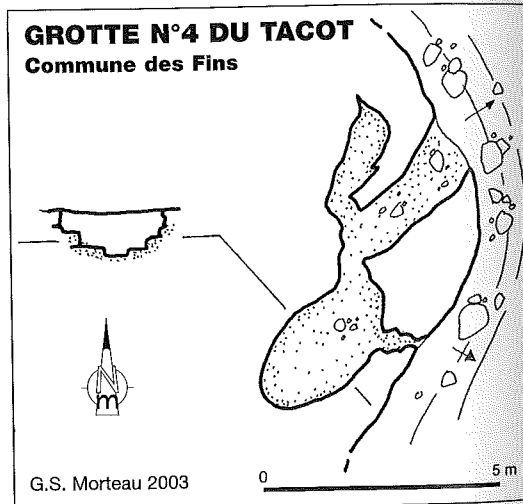 GROTTE N°4 DU TACOT
Commune des Fins
N
m
G.S. Morteau 2003
0
5 m